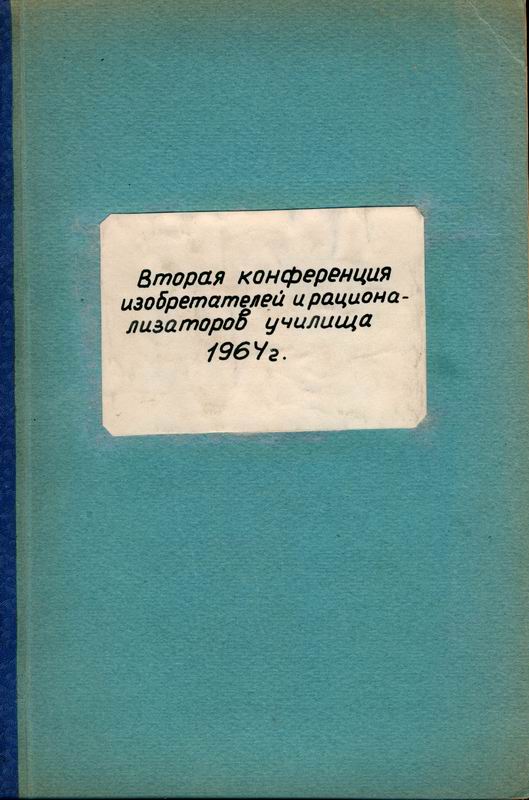 Вторая конференция
изобретателей и рациона-
лизаторов училища
1964г.